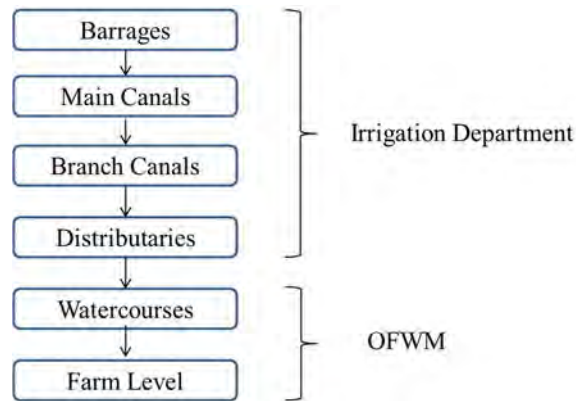 Barrages
Main Canals
Branch Canals
Distributaries
Watercourses
Farm Level
Irrigation Department
OFWM